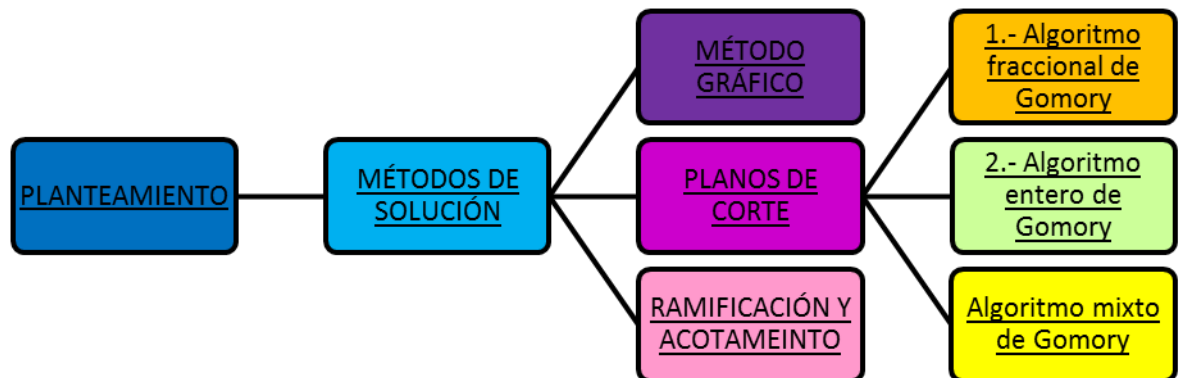 PLANTEAMIENTO
MÉTODOS DE
SOLUCIÓN
MÉTODO
GRÁFICO
PLANOS DE
CORTE
RAMIFICACIÓN Y
ACOTAMEINTO
1.- Algoritmo
fraccional de
Gomory
2.- Algoritmo
entero de
Gomory
Algoritmo mixto
de Gomory